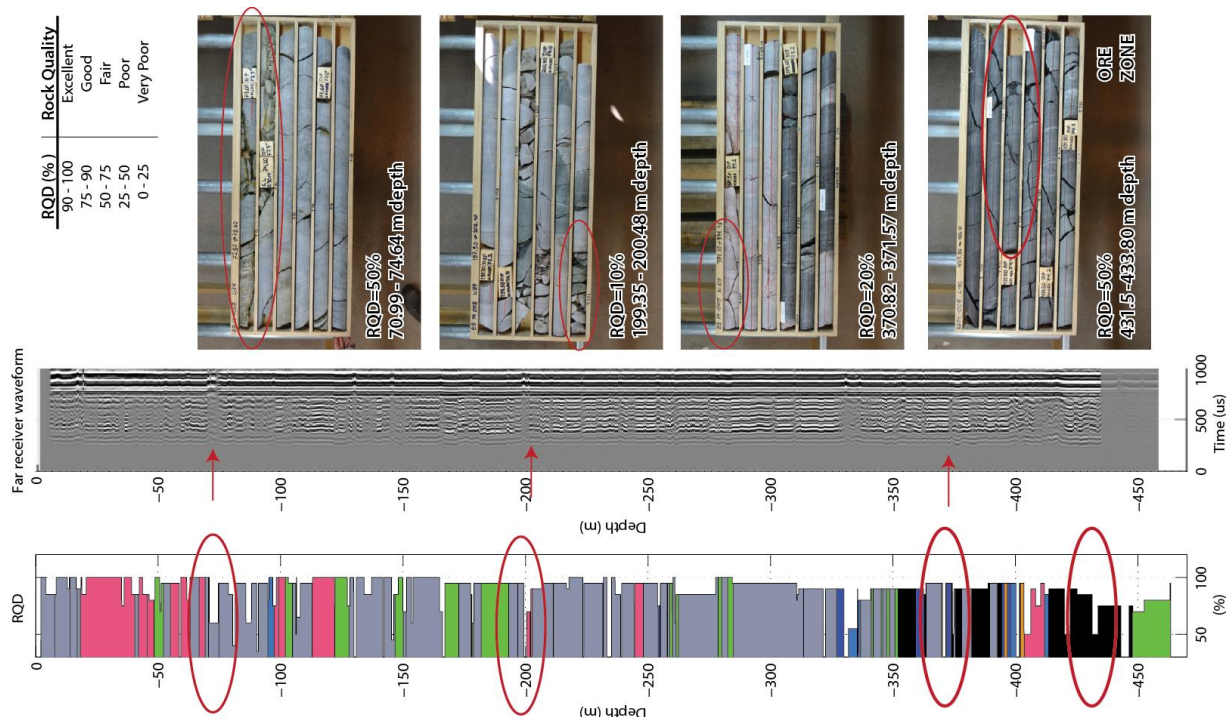 RQD (%) Rock Quality
90 - 100 Excellent
75 - 90 Good
50 - 75 Fair
25 - 50 Poor
0 - 25 Very Poor
RQD=50%
70.99 - 74.64 m depth
RQD=10%
199.35 - 200.48 m depth
RQD=20%
370.82 - 371.57 m depth
RQD=50%
431.5-433.80 m depth
ORE
ZONE
Far receiver waveform
0
−50
−100
−150
−200
−250
−300
−350
−400
−450
Depth (m)
0
500
1000
Time (us)
RQD
0
−50
−100
−150
−200
−250
−300
−350
−400
−450
Depth (m)
50
100
(%)